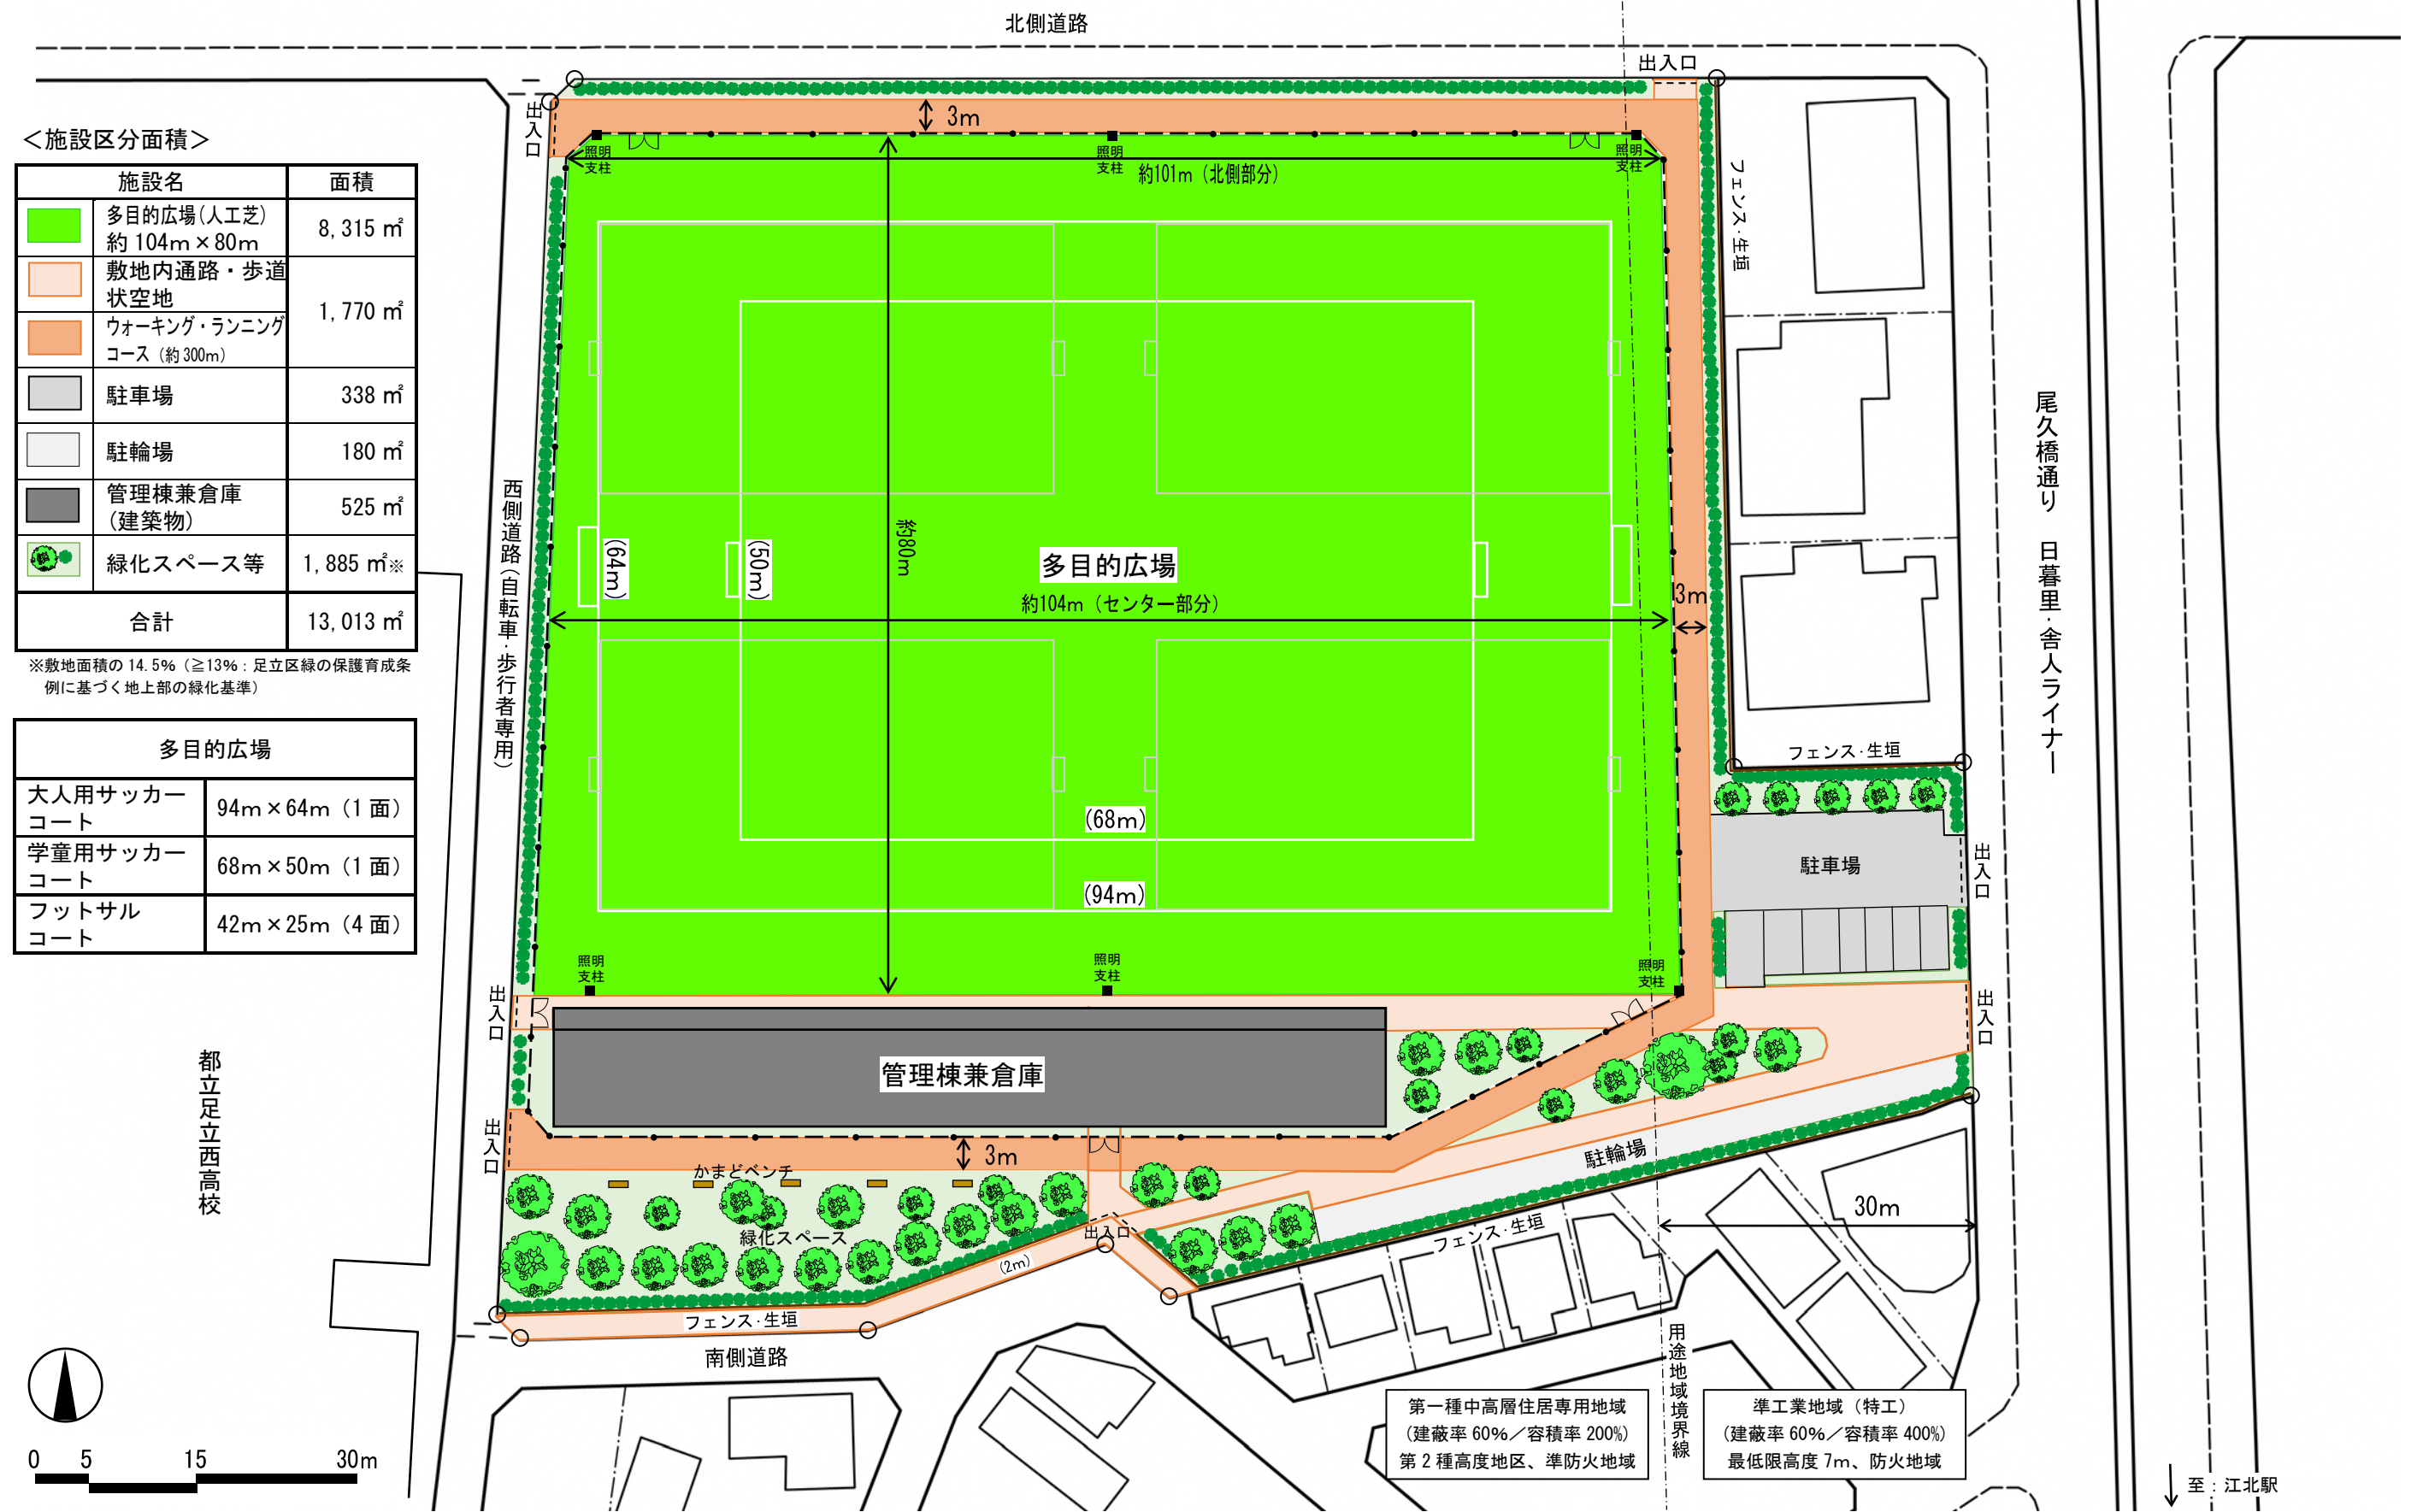 北側道路
出入口
出入口
3m
照明
支柱
照明
支柱
照明
支柱
約101m（北側部分）
フェンス・生垣
＜施設区分面積＞
施設名
面積
多目的広場(人工芝)
約104m×80m
8,315 ㎡
敷地内通路・歩道
状空地
1,770 ㎡
ウォーキング・ランニング
コース（約300m）
駐車場
338 ㎡
駐輪場
180 ㎡
管理棟兼倉庫
(建築物)
525 ㎡
緑化スペース等
1,885 ㎡※
合計
13,013 ㎡
※敷地面積の14.5%（≧13%：足立区緑の保護育成条
例に基づく地上部の緑化基準）
多目的広場
大人用サッカー
コート
94m×64m（1面）
学童用サッカー
コート
68m×50m（1面）
フットサル
コート
42m×25m（4面）
西側道路(自転車・歩行者専用)
(64m)
(50m)
約80m
多目的広場
約104m（センター部分）
3m
尾久橋通り　日暮里・舎人ライナー
フェンス・生垣
(68m)
(94m)
駐車場
出入口
照明
支柱
照明
支柱
照明
支柱
出入口
出入口
管理棟兼倉庫
都立足立西高校
出入口
3m
かまどベンチ
緑化スペース
駐輪場
30m
出入口
(2m)
フェンス・生垣
フェンス・生垣
南側道路
用途地域境界線
第一種中高層住居専用地域
(建蔽率60%／容積率200%)
第2種高度地区、準防火地域
準工業地域（特工）
(建蔽率60%／容積率400%)
最低限高度7m、防火地域
0 5 15 30m
至：江北駅